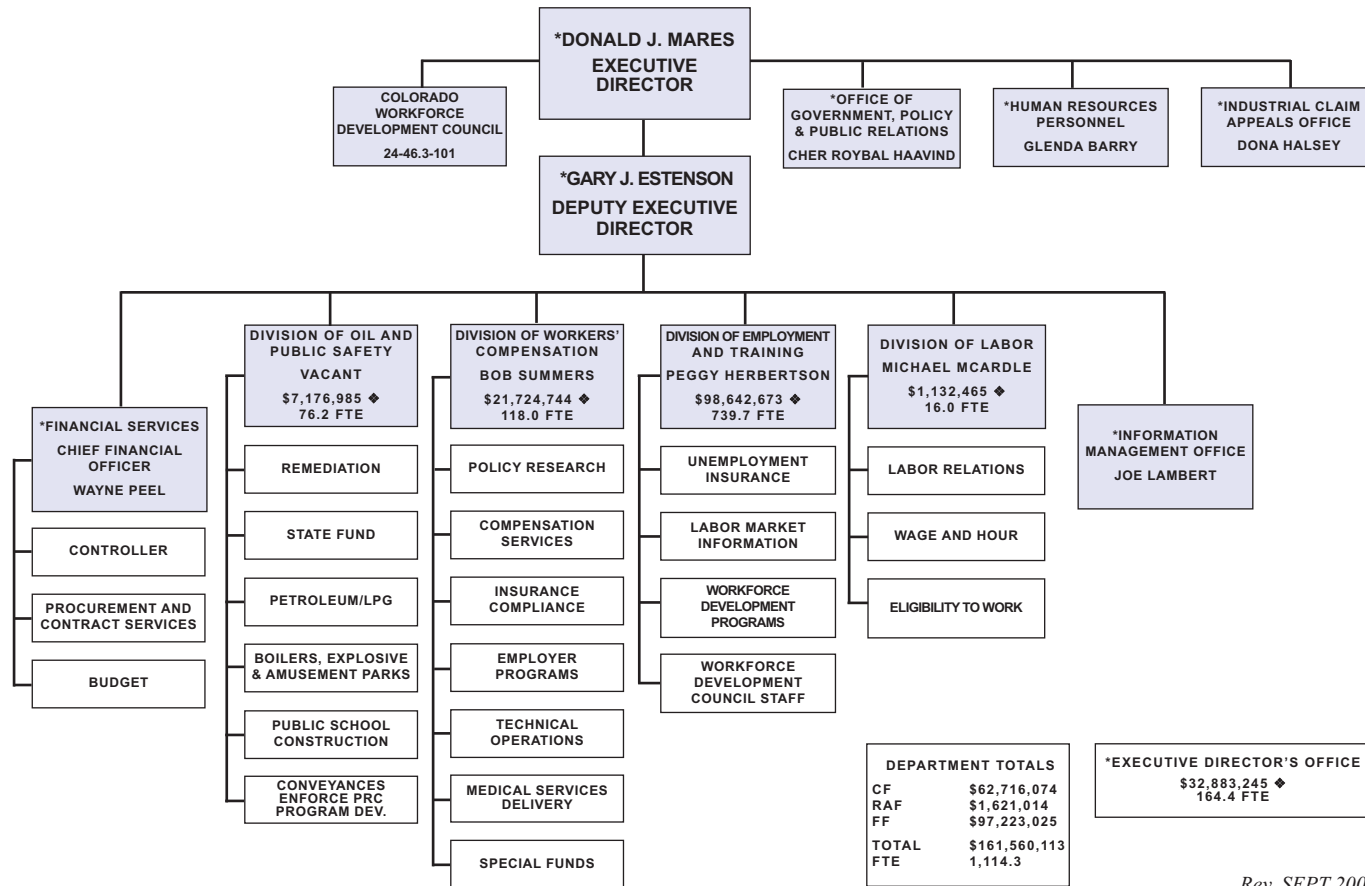 *DONALD J. MARES
EXECUTIVE
DIRECTOR
COLORADO
WORKFORCE
DEVELOPMENT COUNCIL
24-46.3-101
*OFFICE OF
GOVERNMENT, POLICY
& PUBLIC RELATIONS
CHER ROYBAL HAAVIND
*HUMAN RESOURCES
PERSONNEL
GLENDA BARRY
*INDUSTRIAL CLAIM
APPEALS OFFICE
DONA HALSEY
*GARY J. ESTENSON
DEPUTY EXECUTIVE
DIRECTOR
*FINANCIAL SERVICES
CHIEF FINANCIAL
OFFICER
WAYNE PEEL
CONTROLLER
PROCUREMENT AND
CONTRACT SERVICES
BUDGET
DIVISION OF OIL AND
PUBLIC SAFETY
VACANT
$7,176,985 ❖
76.2 FTE
REMEDIATION
STATE FUND
PETROLEUM/LPG
BOILERS, EXPLOSIVE
& AMUSEMENT PARKS
PUBLIC SCHOOL
CONSTRUCTION
CONVEYANCES
ENFORCE PRC
PROGRAM DEV.
DIVISION OF WORKERS'
COMPENSATION
BOB SUMMERS
$21,724,744 ❖
118.0 FTE
POLICY RESEARCH
COMPENSATION
SERVICES
INSURANCE
COMPLIANCE
EMPLOYER
PROGRAMS
TECHNICAL
OPERATIONS
MEDICAL SERVICES
DELIVERY
SPECIAL FUNDS
DIVISION OF EMPLOYMENT
AND TRAINING
PEGGY HERBERTSON
$98,642,673 ❖
739.7 FTE
UNEMPLOYMENT
INSURANCE
LABOR MARKET
INFORMATION
WORKFORCE
DEVELOPMENT
PROGRAMS
WORKFORCE
DEVELOPMENT
COUNCIL STAFF
DIVISION OF LABOR
MICHAEL MCARDLE
$1,132,465 ❖
16.0 FTE
LABOR RELATIONS
WAGE AND HOUR
ELIGIBILITY TO WORK
*INFORMATION
MANAGEMENT OFFICE
JOE LAMBERT
DEPARTMENT TOTALS
CF $62,716,074
RAF $1,621,014
FF $97,223,025
TOTAL $161,560,113
FTE 1,114.3
*EXECUTIVE DIRECTOR'S OFFICE
$32,883,245 ❖
164.4 FTE
Rev. SEPT